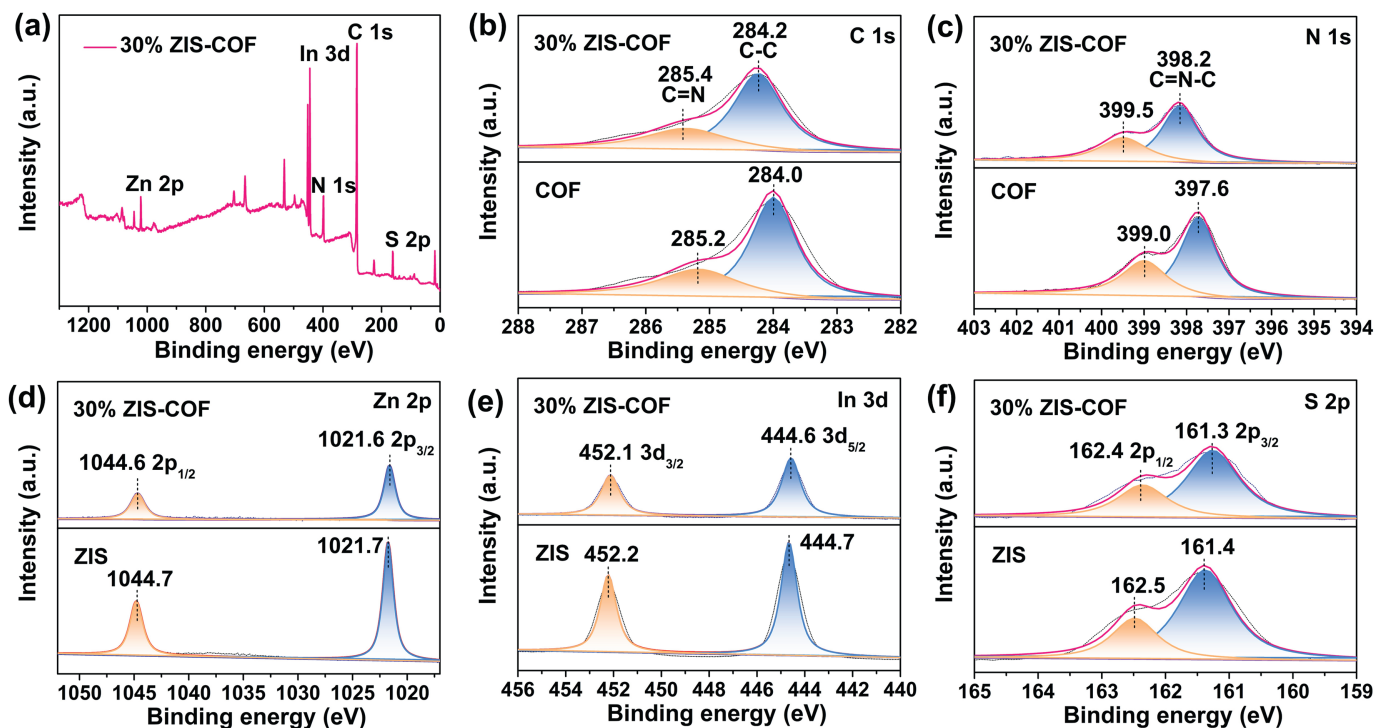 (a)
30% ZIS-COF
C 1s
In 3d
Zn 2p
N 1s
S 2p
Intensity (a.u.)
1200 1000 800 600 400 200 0
Binding energy (eV)
(b)
30% ZIS-COF
284.2
C-C
C 1s
285.4
C=N
COF
284.0
285.2
Intensity (a.u.)
288 287 286 285 284 283 282
Binding energy (eV)
(c)
N 1s
30% ZIS-COF
398.2
C=N-C
399.5
COF
397.6
399.0
Intensity (a.u.)
403 402 401 400 399 398 397 396 395 394
Binding energy (eV)
(d)
30% ZIS-COF
Zn 2p
1021.6 2p3/2
1044.6 2p1/2
ZIS
1021.7
1044.7
Intensity (a.u.)
1050 1045 1040 1035 1030 1025 1020
Binding energy (eV)
(e)
30% ZIS-COF
In 3d
444.6 3d5/2
452.1 3d3/2
ZIS
452.2
444.7
Intensity (a.u.)
456 454 452 450 448 446 444 442 440
Binding energy (eV)
(f)
30% ZIS-COF
S 2p
161.3 2p3/2
162.4 2p1/2
ZIS
161.4
162.5
Intensity (a.u.)
165 164 163 162 161 160 159
Binding energy (eV)